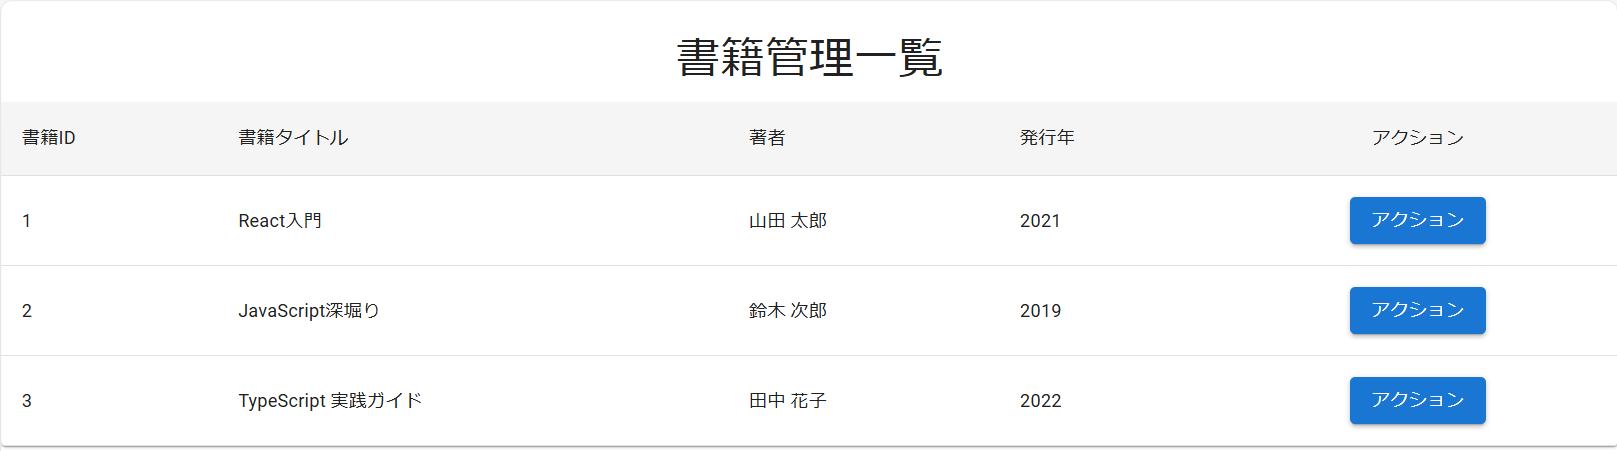 書籍管理一覧
書籍ID 書籍タイトル 著者 発行年 アクション
1 React入門 山田 太郎 2021 アクション
2 JavaScript深堀り 鈴木 次郎 2019 アクション
3 TypeScript 実践ガイド 田中 花子 2022 アクション